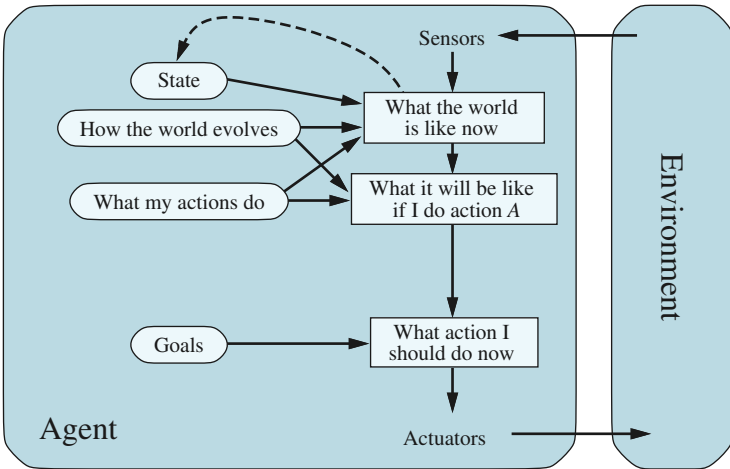 Sensors
State
What the world
is like now
How the world evolves
What my actions do
What it will be like
if I do action A
Goals
What action I
should do now
Agent
Actuators
Environment